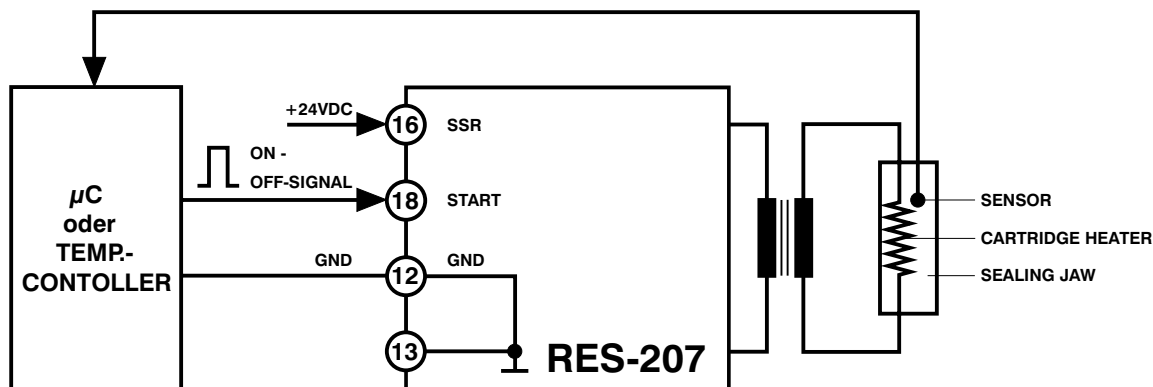 µC
oder
TEMP.-
CONTOLLER
+24VDC
16
SSR
ON -
OFF-SIGNAL
18
START
GND
12
GND
13
RES-207
SENSOR
CARTRIDGE HEATER
SEALING JAW